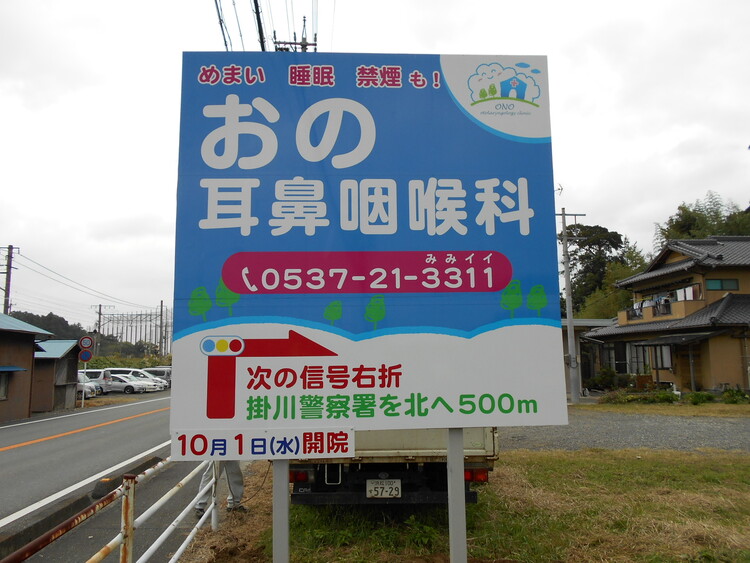 めまい 睡眠 禁煙も!
ONO
おの
耳鼻咽喉科
みみイイ
0537-21-3311
次の信号右折
掛川警察署を北へ500m
10月1日(水)開院
57-29